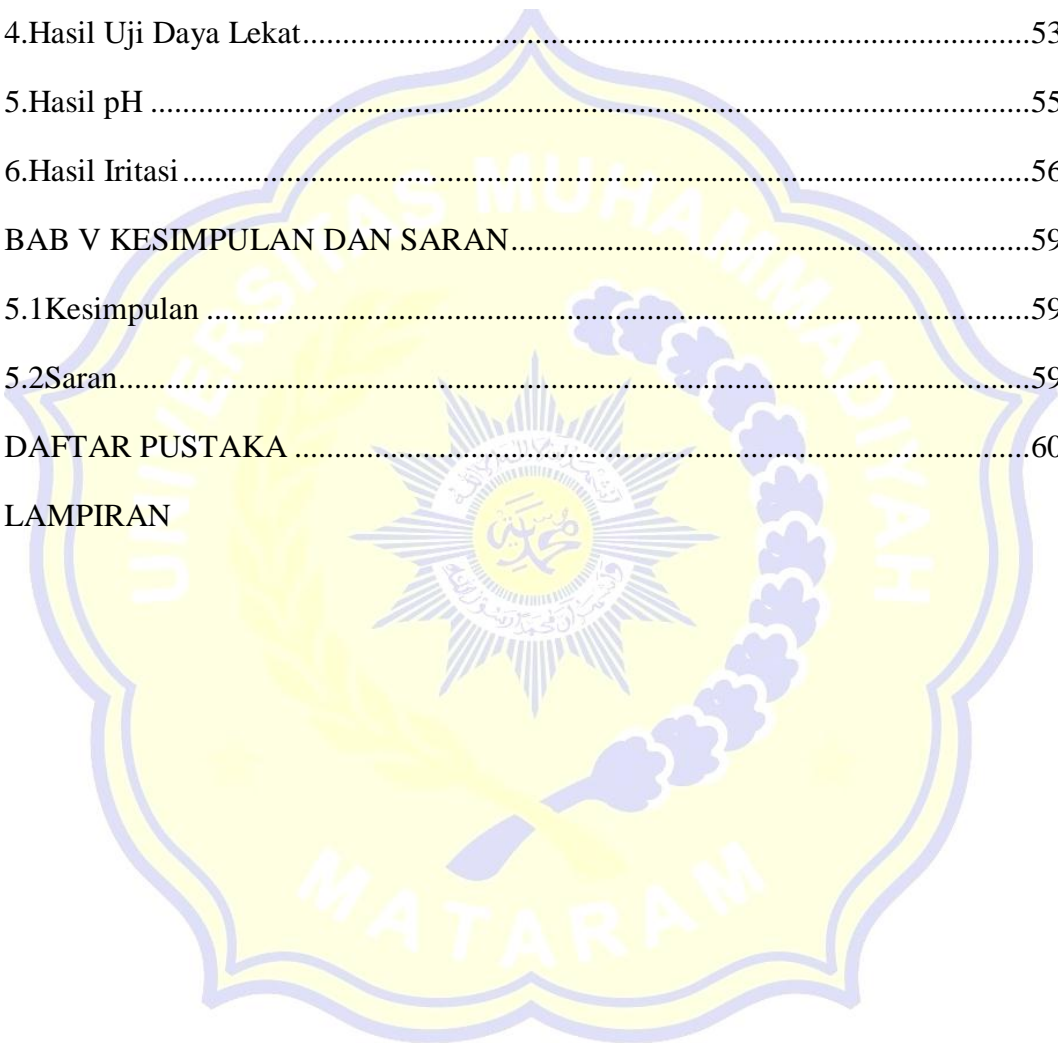 4.Hasil Uji Daya Lekat........................................................................................53
5.Hasil pH ..........................................................................................................55
6.Hasil Iritasi......................................................................................................56
BAB V KESIMPULAN DAN SARAN...............................................................59
5.1Kesimpulan ....................................................................................................59
5.2Saran...............................................................................................................59
DAFTAR PUSTAKA .........................................................................................60
LAMPIRAN
UNIVERSITAS MUHAMMADIYAH
MATARAM